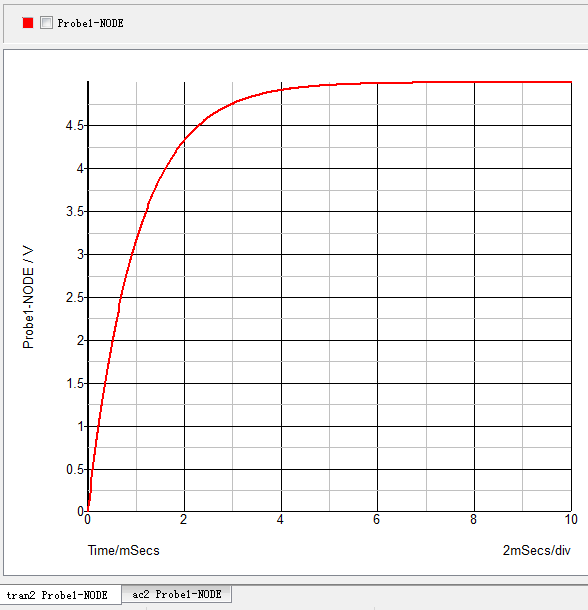 Probe1-NODE
Probe1-NODE / V
4.5
4
3.5
3
2.5
2
1.5
1
0.5
0
0 2 4 6 8 10
Time/mSecs 2mSecs/div
tran2 Probe1-NODE ac2 Probe1-NODE